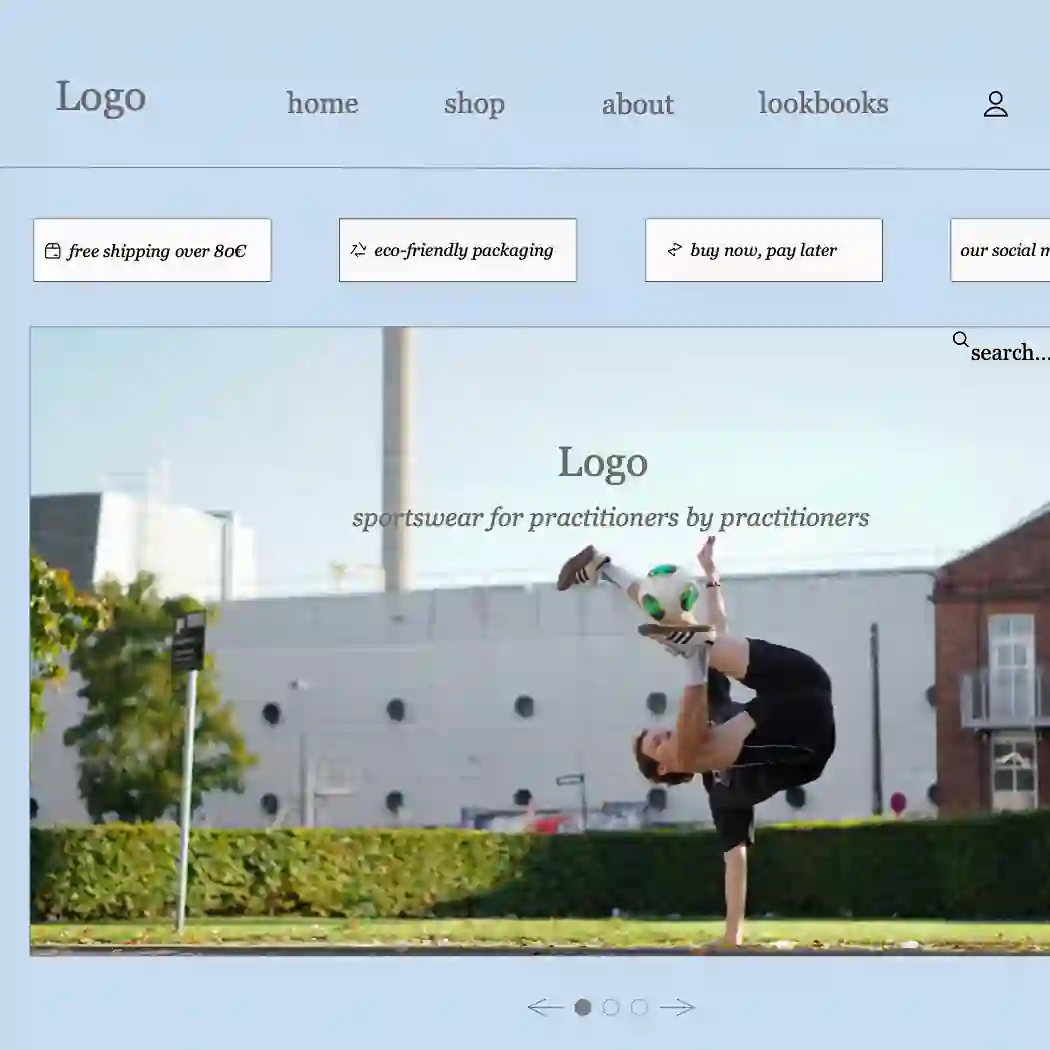 Logo
home
shop
about
lookbooks
free shipping over 80€
eco-friendly packaging
buy now, pay later
our social m
search...
Logo
sportswear for practitioners by practitioners